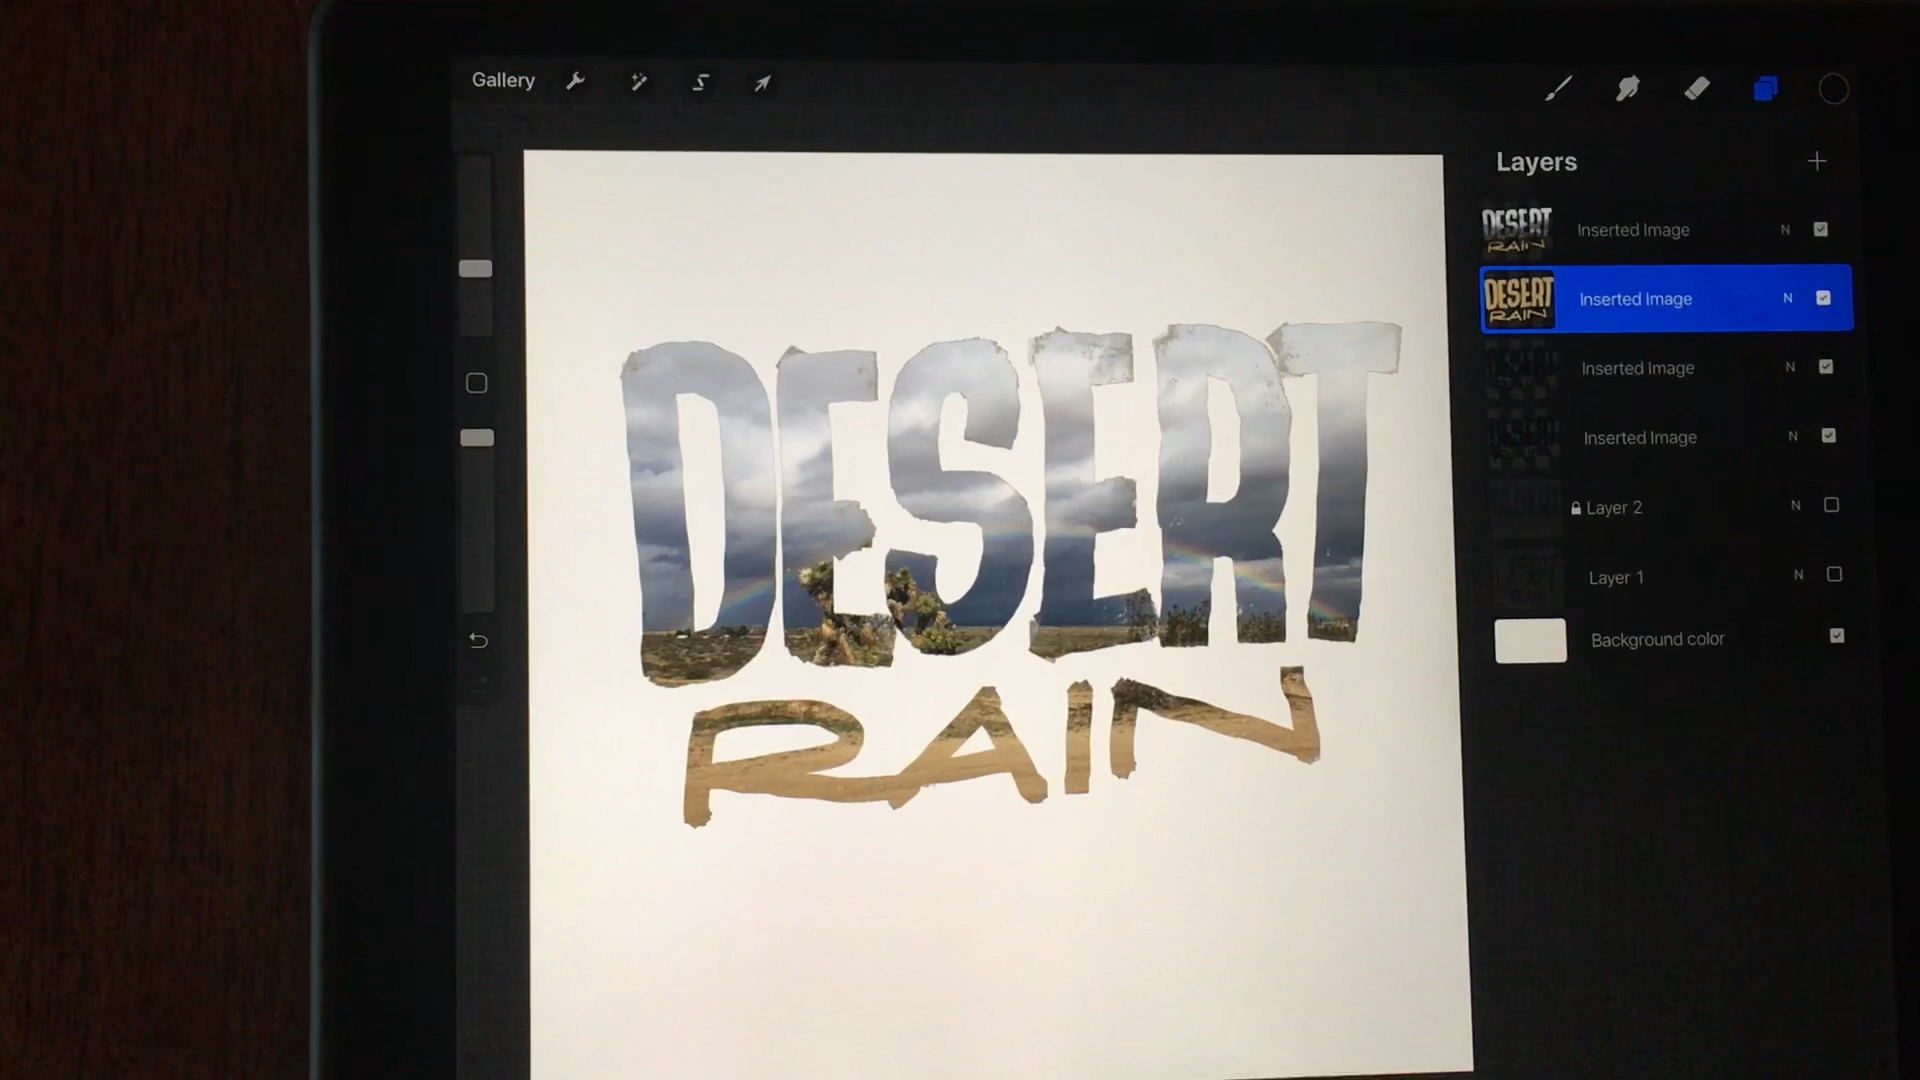 Gallery
Layers
DESERT
RAIN
Inserted Image N
DESERT
RAIN
Inserted Image N
Inserted Image N
Inserted Image N
Layer 2 N
Layer 1 N
Background color
DESERT
RAIN